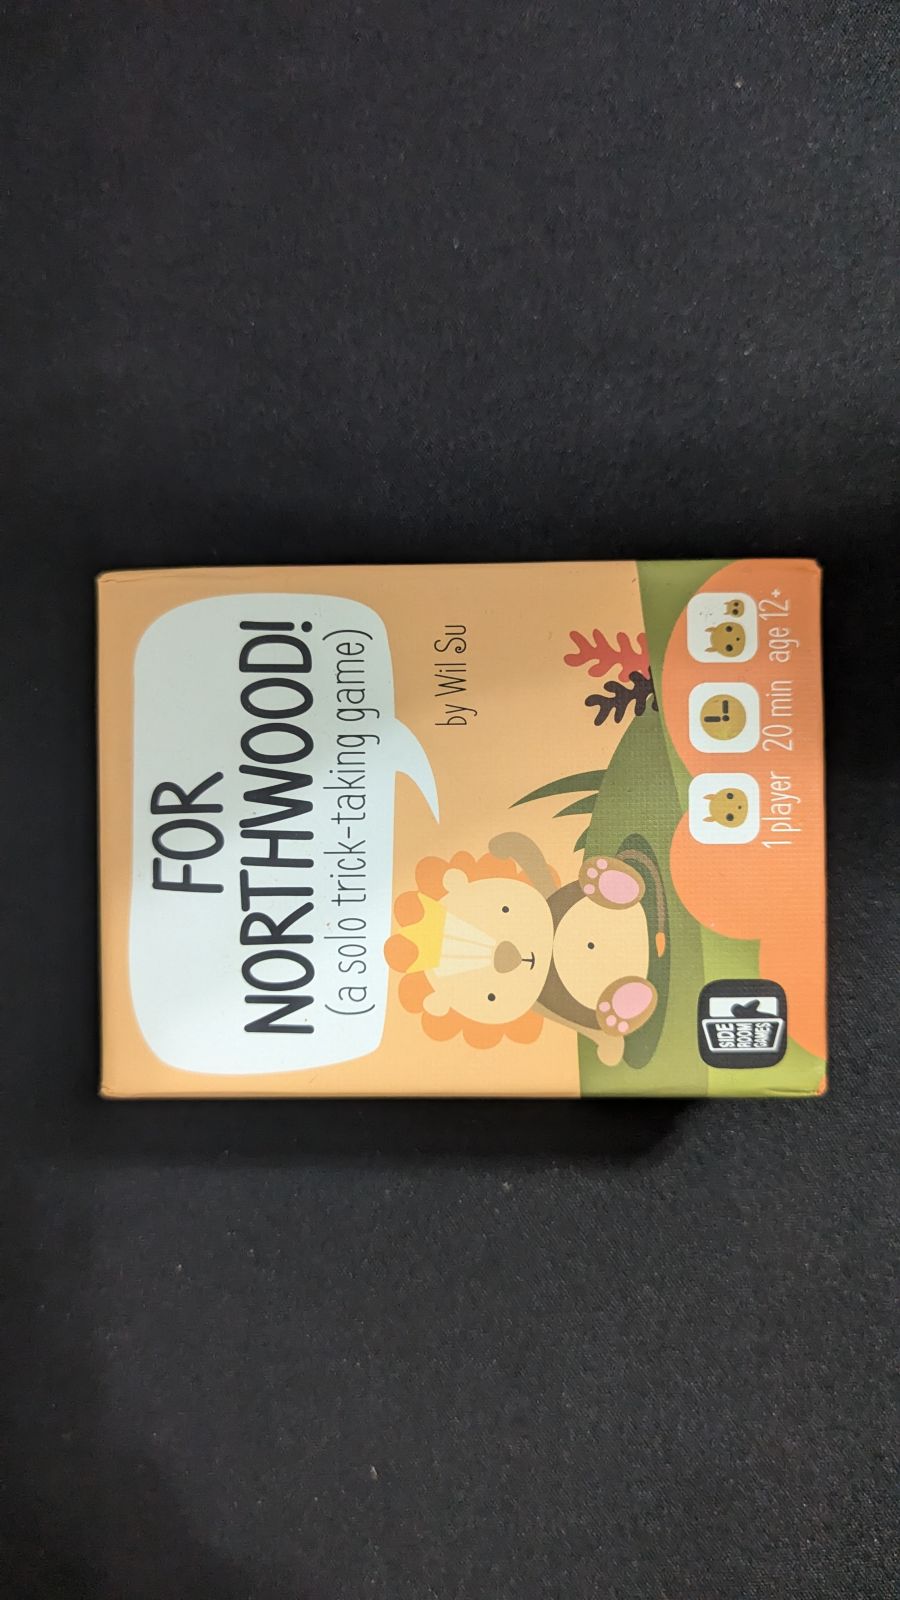 FOR
NORTHWOOD!
(a solo trick-taking game)
by Wil Su
SIDE
ROOM
GAMES
1 player 20 min age 12+